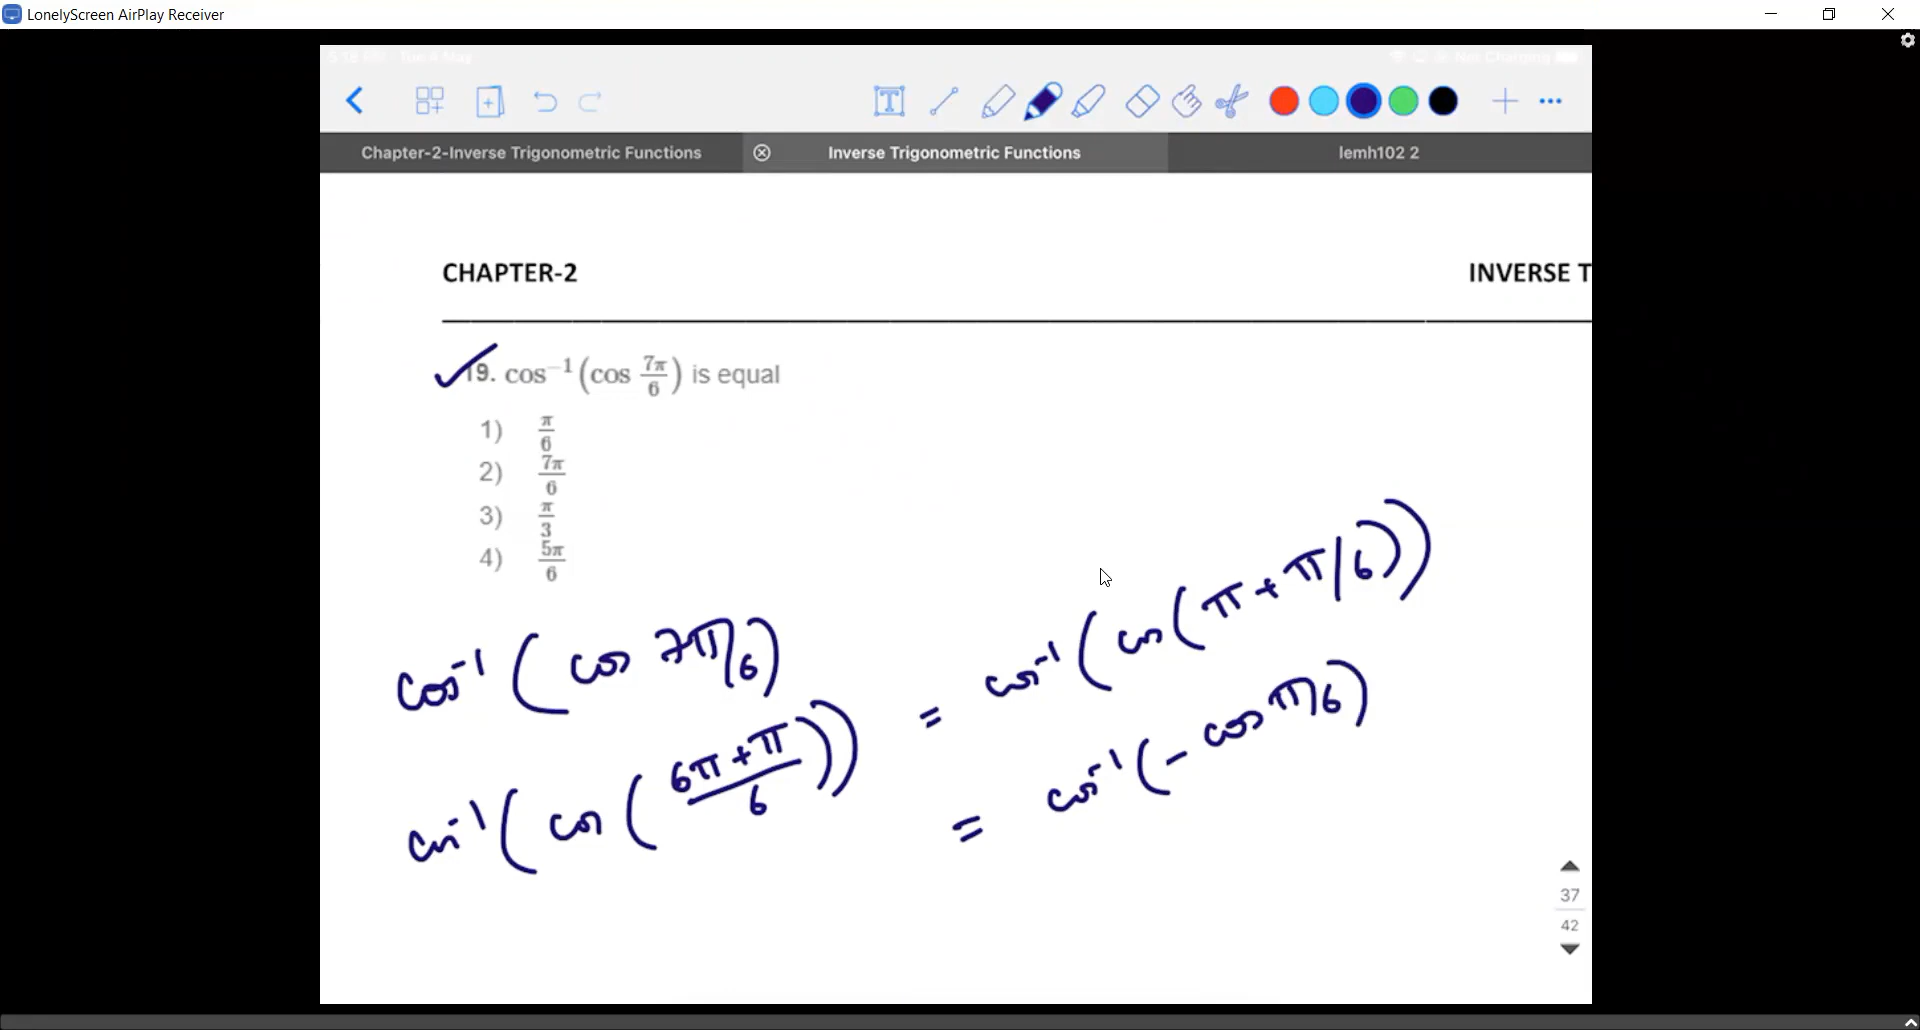 LonelyScreen AirPlay Receiver
Chapter-2-Inverse Trigonometric Functions
Inverse Trigonometric Functions
lemh102 2
CHAPTER-2
INVERSE T
19. cos⁻¹(cos 7π/6) is equal
1) π/6
2) 7π/6
3) π/3
4) 5π/6
cos⁻¹(cos 7π/6) = cos⁻¹(cos(π+π/6))
cos⁻¹(cos((6π+π)/6)) = cos⁻¹(-cos π/6)
37
42